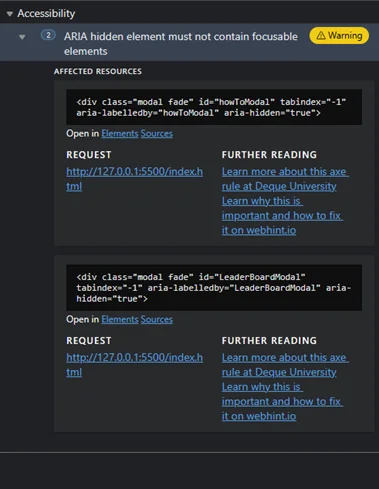 Accessibility
2 ARIA hidden element must not contain focusable Warning
elements
AFFECTED RESOURCES
<div class="modal fade" id="howToModal" tabindex="-1"
aria-labelledby="howToModal" aria-hidden="true">
Open in Elements Sources
REQUEST
http://127.0.0.1:5500/index.h
tml
FURTHER READING
Learn more about this axe
rule at Deque University
Learn why this is
important and how to fix
it on webhint.io
<div class="modal fade" id="LeaderBoardModal"
tabindex="-1" aria-labelledby="LeaderBoardModal" aria-
hidden="true">
Open in Elements Sources
REQUEST
http://127.0.0.1:5500/index.h
tml
FURTHER READING
Learn more about this axe
rule at Deque University
Learn why this is
important and how to fix
it on webhint.io